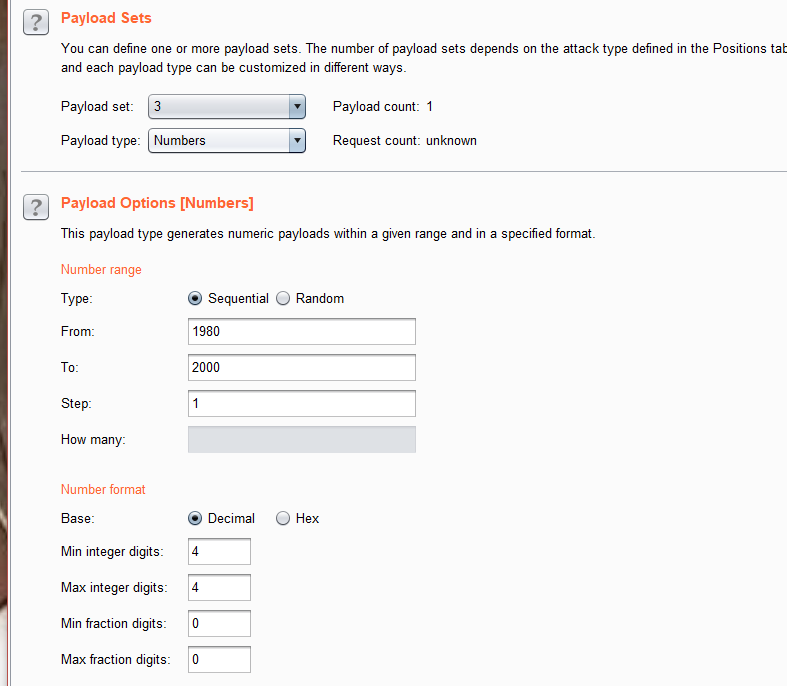 Payload Sets
You can define one or more payload sets. The number of payload sets depends on the attack type defined in the Positions tab
and each payload type can be customized in different ways.
Payload set: 3 Payload count: 1
Payload type: Numbers Request count: unknown
Payload Options [Numbers]
This payload type generates numeric payloads within a given range and in a specified format.
Number range
Type: Sequential Random
From: 1980
To: 2000
Step: 1
How many:
Number format
Base: Decimal Hex
Min integer digits: 4
Max integer digits: 4
Min fraction digits: 0
Max fraction digits: 0